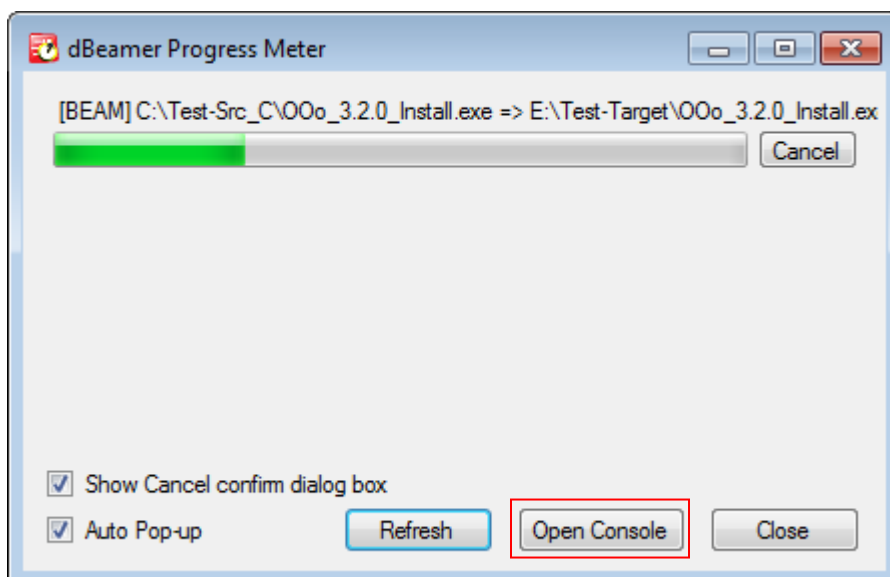 dBeamer Progress Meter
[BEAM] C:\Test-Src_C\OOo_3.2.0_Install.exe => E:\Test-Target\OOo_3.2.0_Install.ex
Cancel
Show Cancel confirm dialog box
Auto Pop-up
Refresh
Open Console
Close